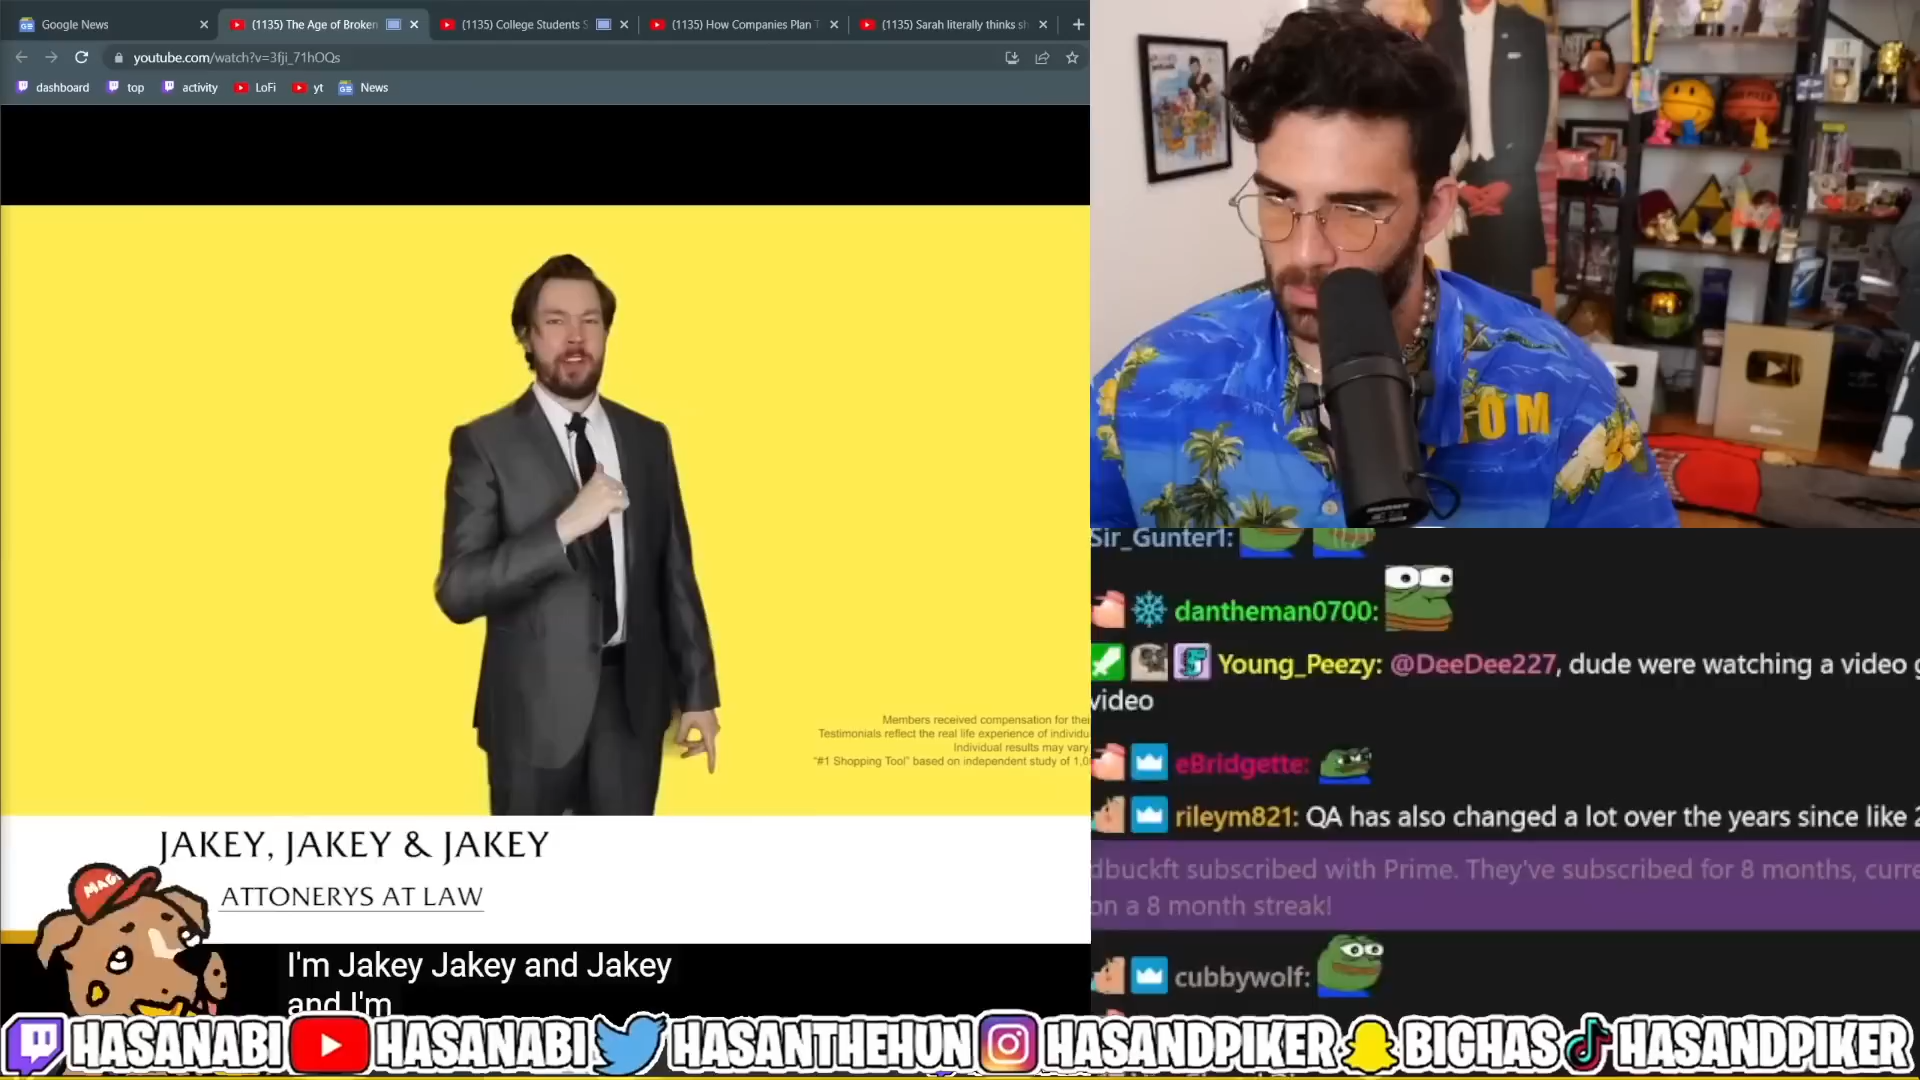 Google News
(1135) The Age of Broken
(1135) College Students S
(1135) How Companies Plan T
(1135) Sarah literally thinks sh
youtube.com/watch?v=3fji_71hOQs
dashboard
top
activity
LoFi
yt
News
OM
Members received compensation for thei
Testimonials reflect the real life experience of individu
Individual results may vary
"#1 Shopping Tool" based on independent study of 1,0
JAKEY, JAKEY & JAKEY
ATTONERYS AT LAW
I'm Jakey Jakey and Jakey
and I'm
Sir_Gunter1:
dantheman0700:
Young_Peezy: @DeeDee227, dude were watching a video g
video
eBridgette:
rileym821: QA has also changed a lot over the years since like 2
dbuckft subscribed with Prime. They've subscribed for 8 months, curre
on a 8 month streak!
cubbywolf:
HASANABI
HASANABI
HASANTHEHUN
HASANDPIKER
BIGHAS
HASANDPIKER